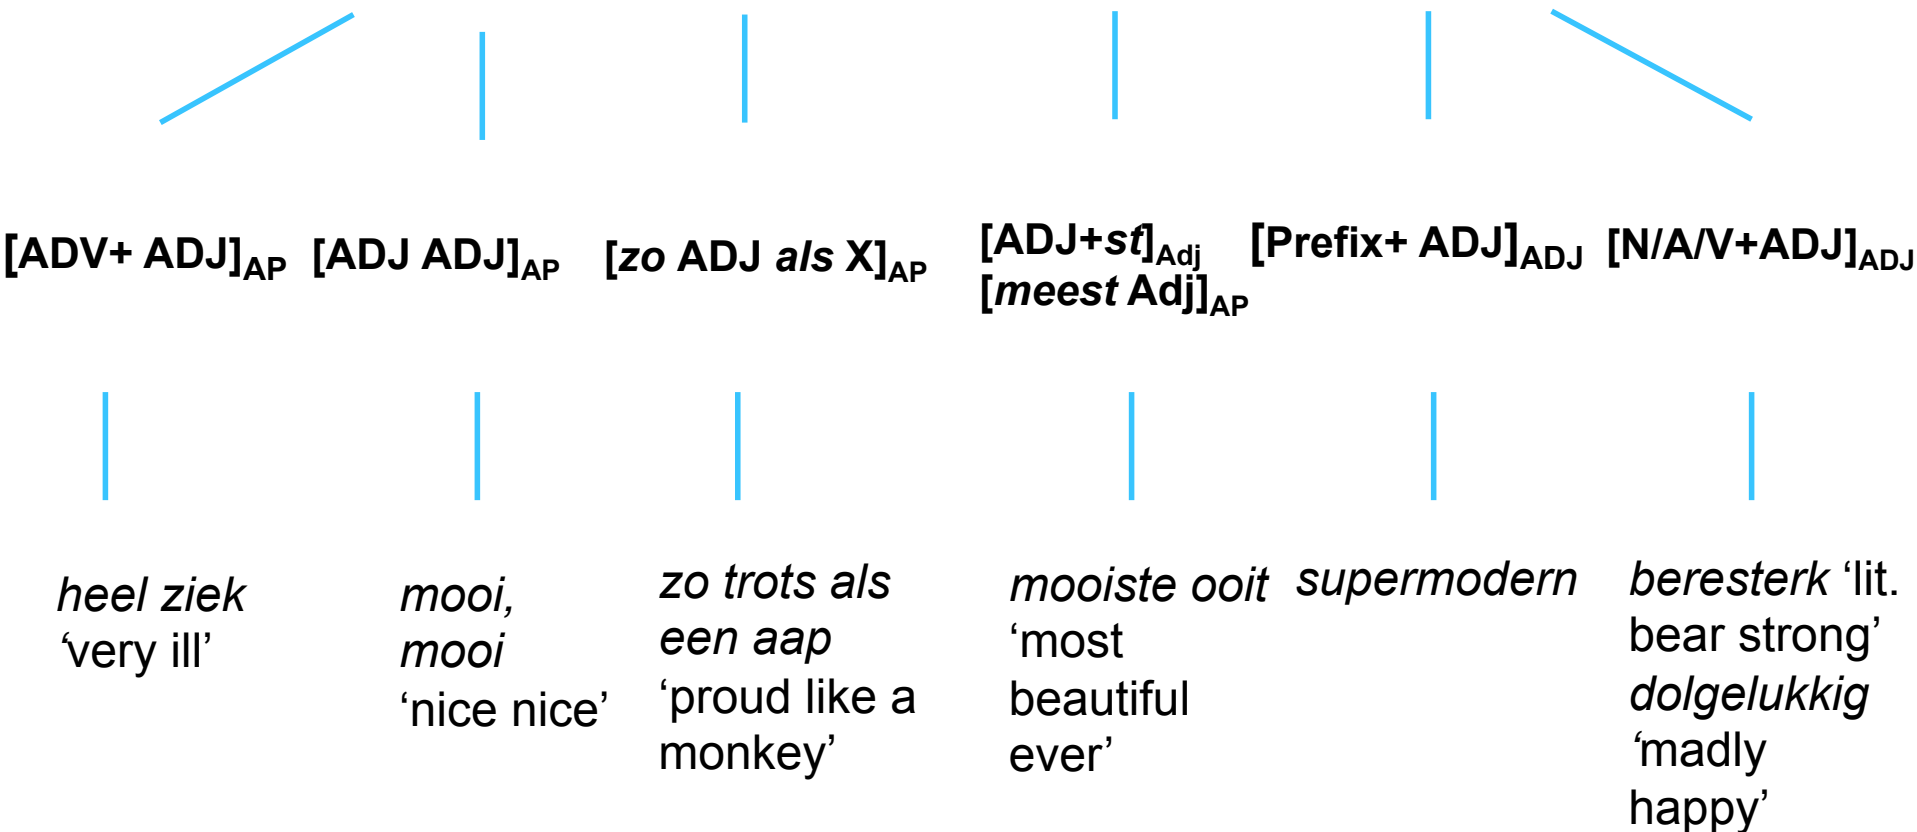 [ADV+ ADJ]AP
[ADJ ADJ]AP
[zo ADJ als X]AP
[ADJ+st]Adj
[meest Adj]AP
[Prefix+ ADJ]ADJ
[N/A/V+ADJ]ADJ
heel ziek
‘very ill’
mooi,
mooi
‘nice nice’
zo trots als
een aap
‘proud like a
monkey’
mooiste ooit
‘most
beautiful
ever’
supermodern
beresterk ‘lit.
bear strong’
dolgelukkig
‘madly
happy’